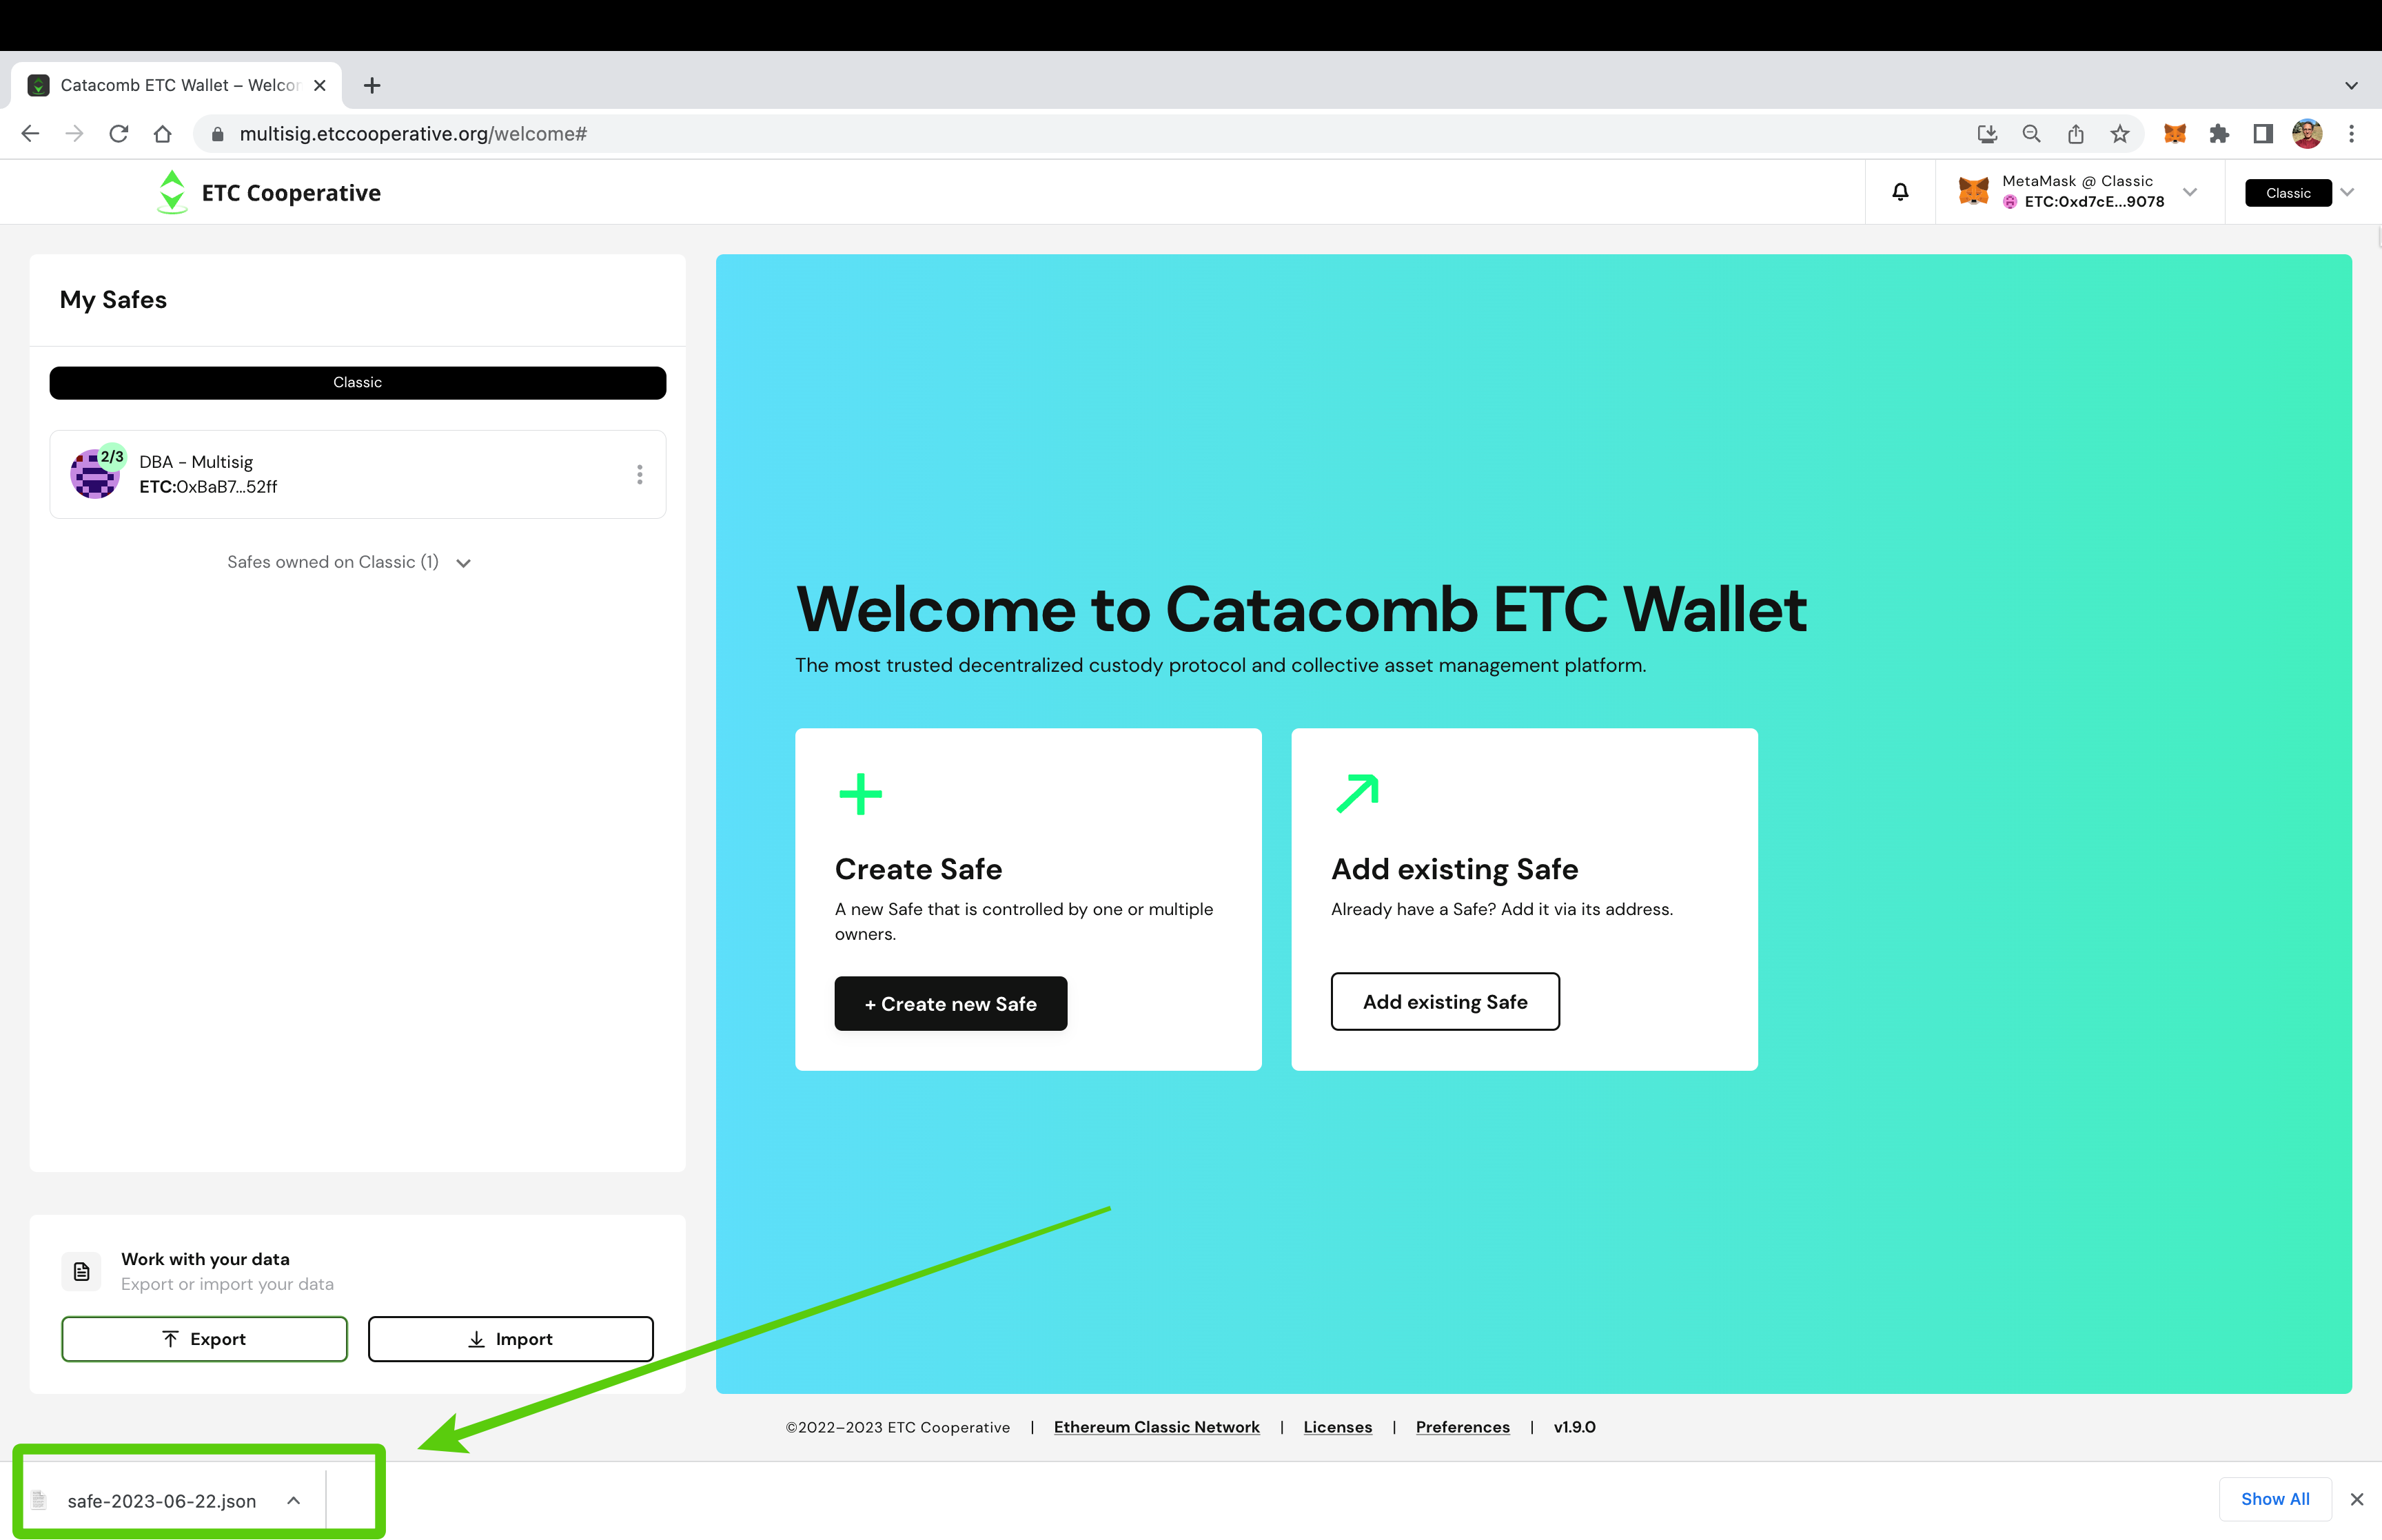 Catacomb ETC Wallet – Welcor
multisig.etccooperative.org/welcome#
ETC Cooperative
MetaMask @ Classic
ETC:0xd7cE...9078
Classic
My Safes
Classic
2/3
DBA - Multisig
ETC:0xBaB7...52ff
Safes owned on Classic (1)
Welcome to Catacomb ETC Wallet
The most trusted decentralized custody protocol and collective asset management platform.
Create Safe
A new Safe that is controlled by one or multiple
owners.
+ Create new Safe
Add existing Safe
Already have a Safe? Add it via its address.
Add existing Safe
Work with your data
Export or import your data
Export
Import
©2022–2023 ETC Cooperative | Ethereum Classic Network | Licenses | Preferences | v1.9.0
safe-2023-06-22.json
Show All